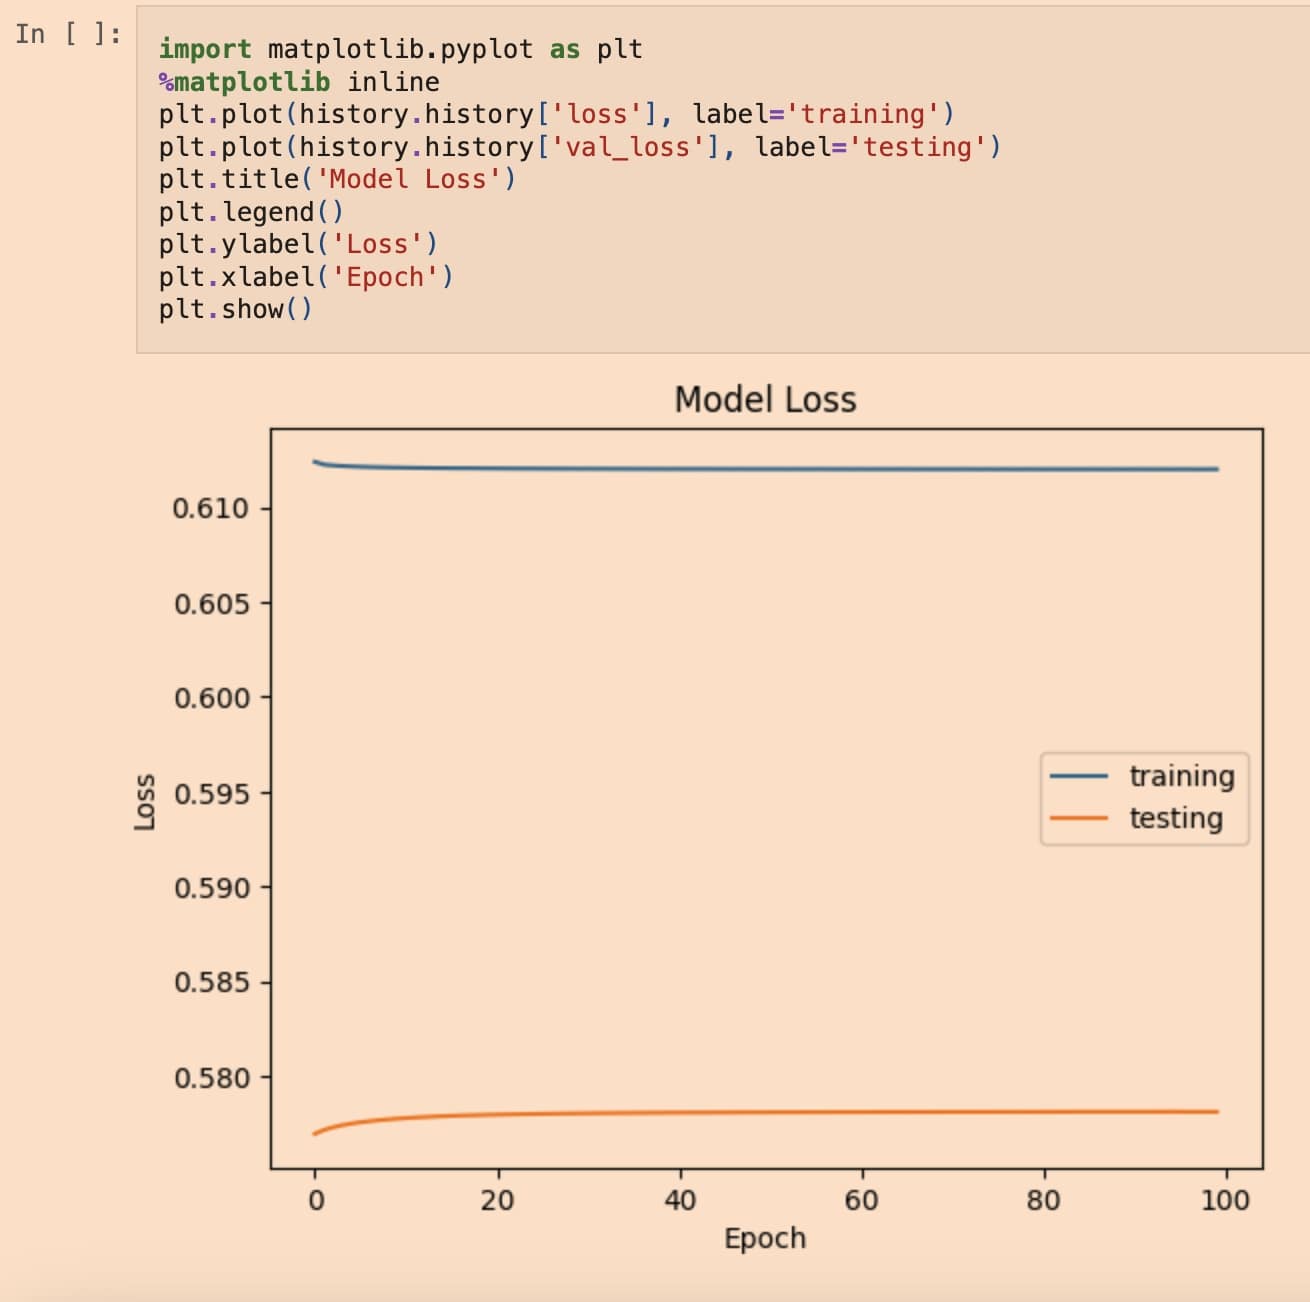 In [ ]:
import matplotlib.pyplot as plt
%matplotlib inline
plt.plot(history.history['loss'], label='training')
plt.plot(history.history['val_loss'], label='testing')
plt.title('Model Loss')
plt.legend()
plt.ylabel('Loss')
plt.xlabel('Epoch')
plt.show()
Model Loss
0.610
0.605
0.600
0.595
0.590
0.585
0.580
Loss
training
testing
0 20 40 60 80 100
Epoch